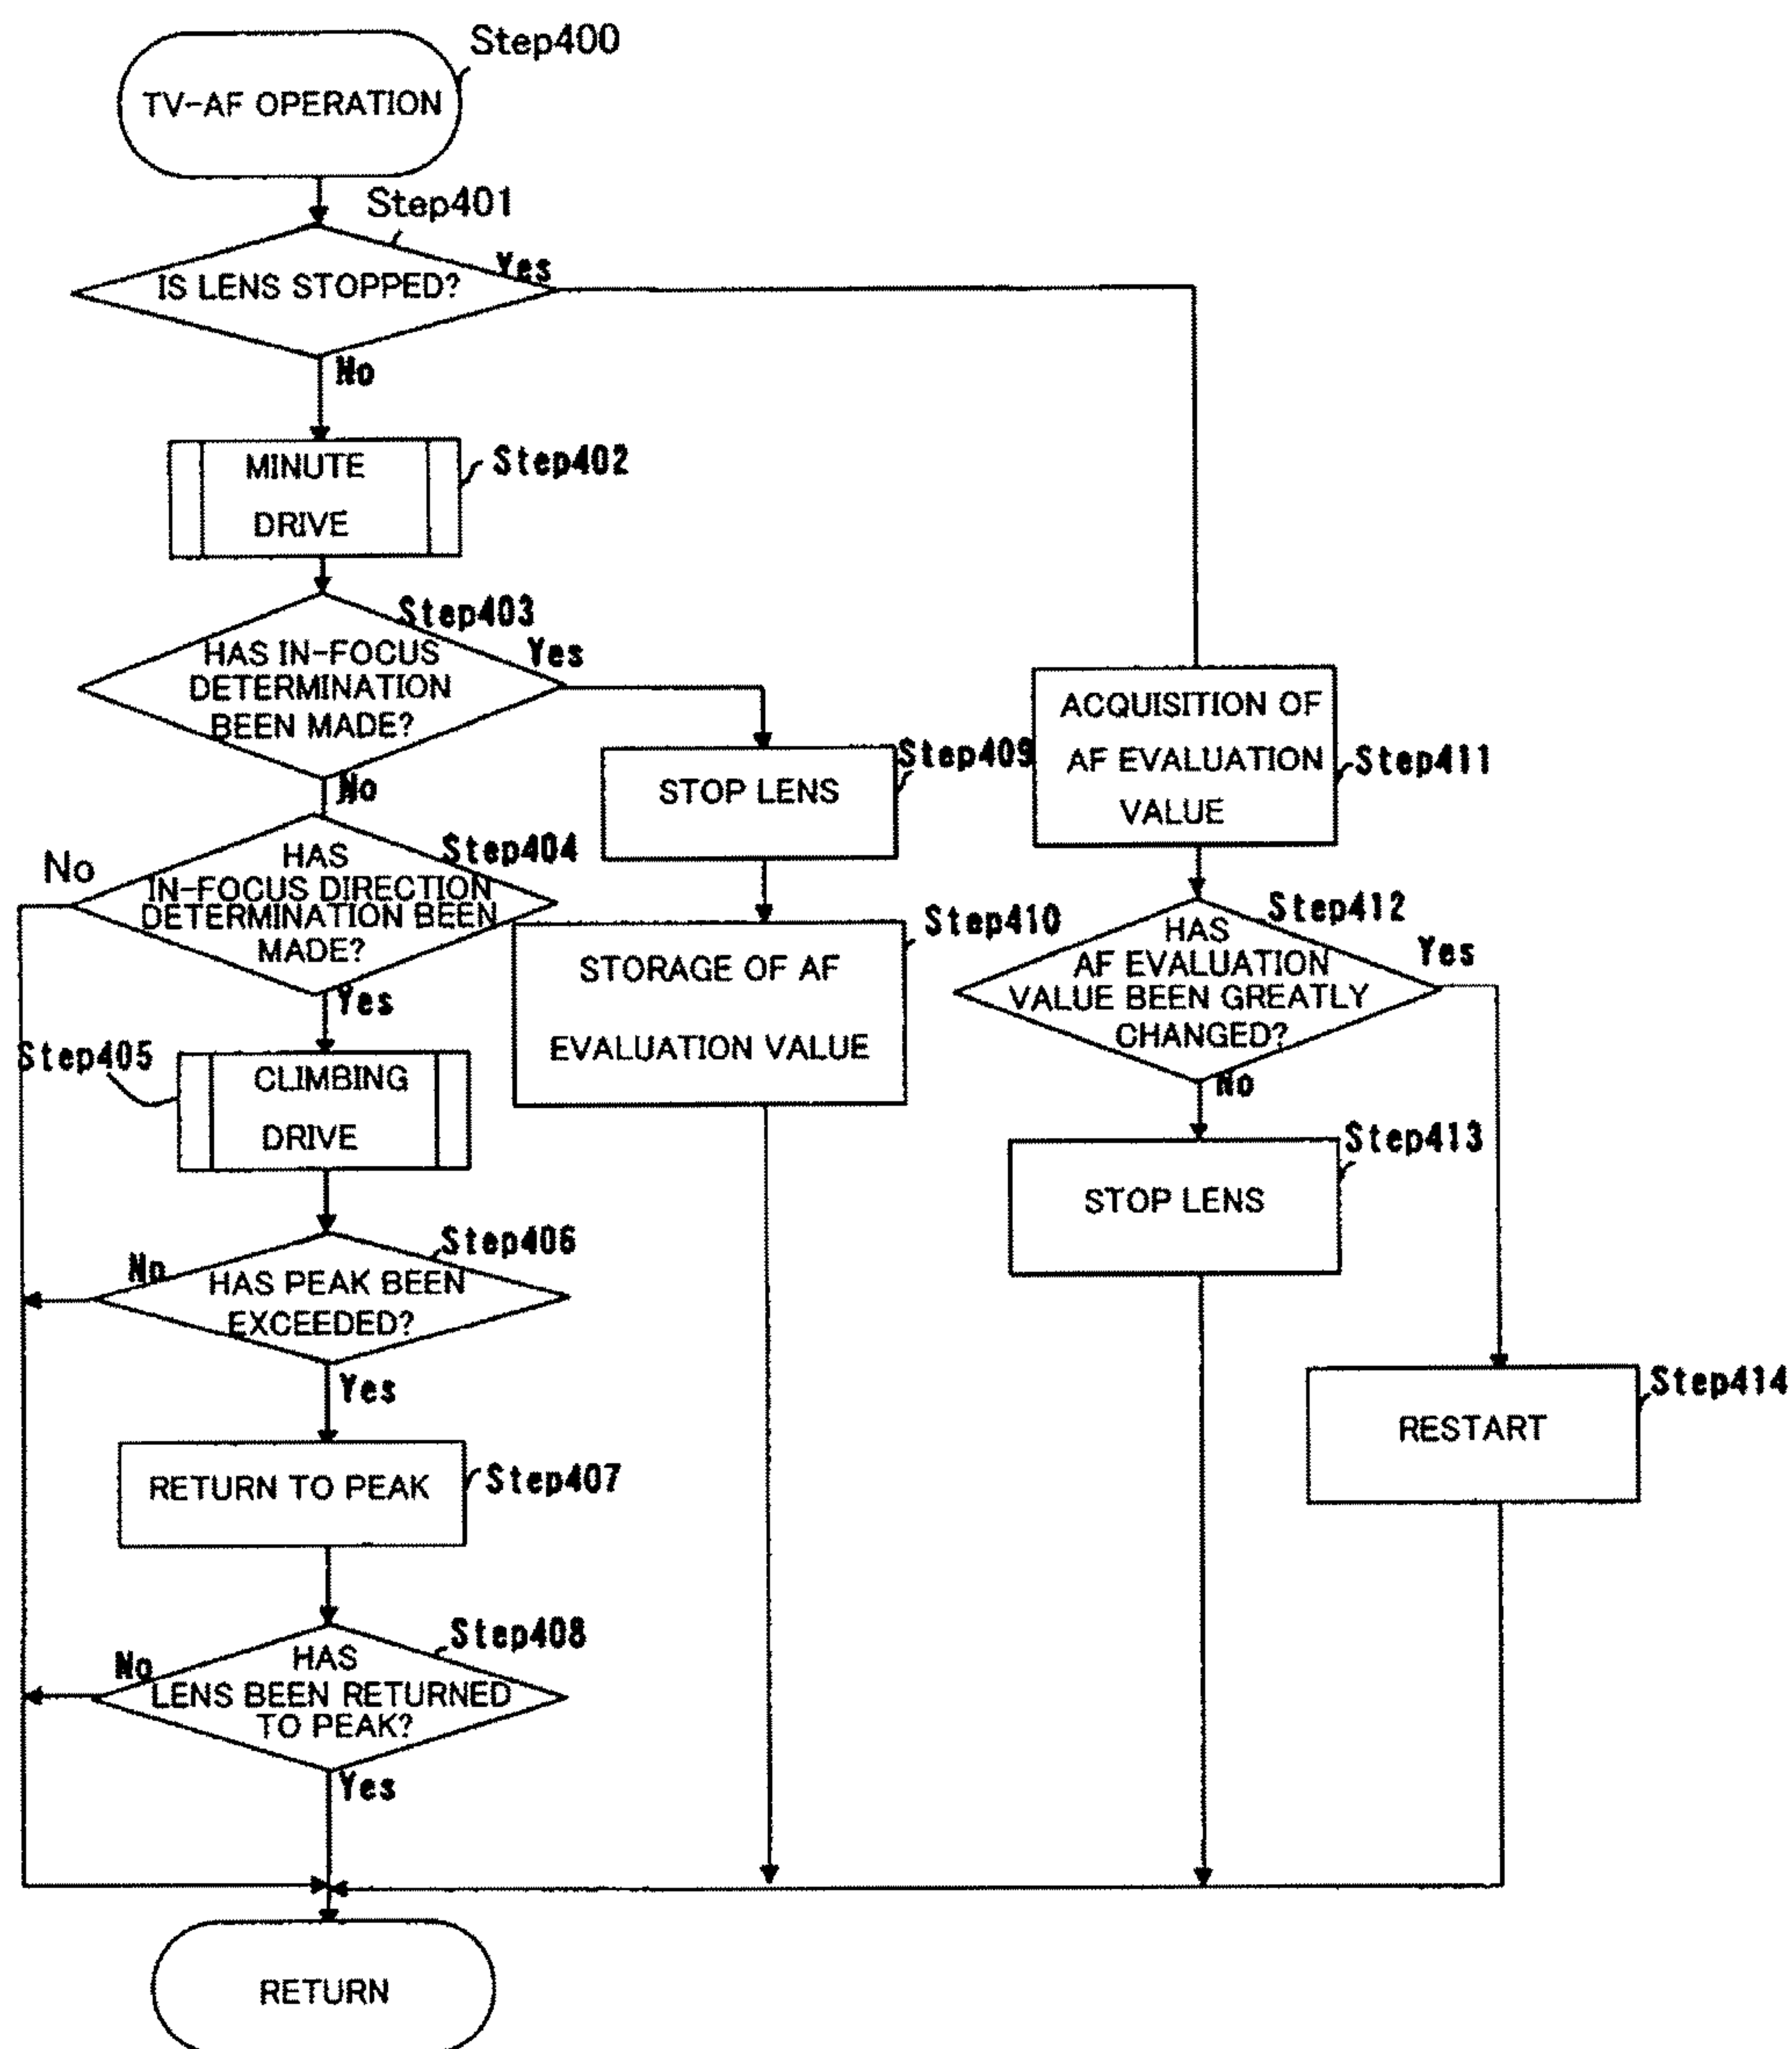 Step400
TV-AF OPERATION
Step401
IS LENS STOPPED?
Yes
No
MINUTE
DRIVE
Step402
Step403
HAS IN-FOCUS
DETERMINATION
BEEN MADE?
Yes
No
STOP LENS
Step409
ACQUISITION OF
AF EVALUATION
VALUE
Step411
Step404
HAS
IN-FOCUS DIRECTION
DETERMINATION BEEN
MADE?
No
Yes
STORAGE OF AF
EVALUATION VALUE
Step410
Step412
HAS
AF EVALUATION
VALUE BEEN GREATLY
CHANGED?
Yes
No
Step405
CLIMBING
DRIVE
STOP LENS
Step413
Step406
No
HAS PEAK BEEN
EXCEEDED?
Yes
RESTART
Step414
RETURN TO PEAK
Step407
Step408
No
HAS
LENS BEEN RETURNED
TO PEAK?
Yes
RETURN